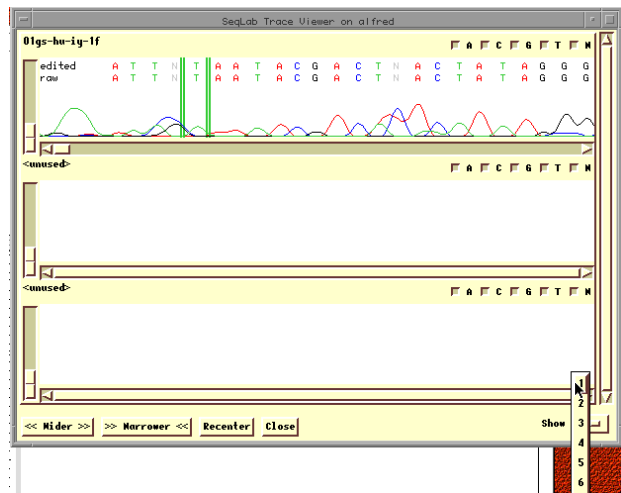 SeqLab Trace Viewer on alfred
01gs-hu-iy-1f A C G T N
edited A T T N T A A T A C G A C T N A C T A T A G G G
raw A T T N T A A T A C G A C T N A C T A T A G G G
<unused> A C G T N
<unused> A C G T N
<< Wider >> >> Narrower << Recenter Close Show
1
2
3
4
5
6